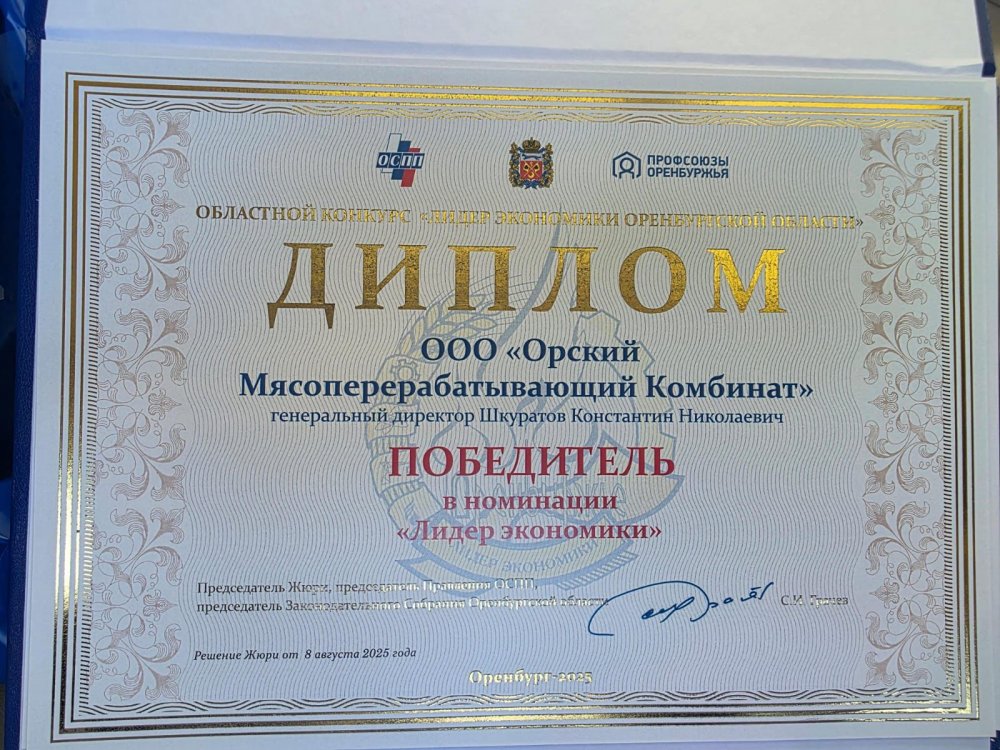 ОСПП
ПРОФСОЮЗЫ
ОРЕНБУРЖЬЯ
ОБЛАСТНОЙ КОНКУРС «ЛИДЕР ЭКОНОМИКИ ОРЕНБУРГСКОЙ ОБЛАСТИ»
ДИПЛОМ
ООО «Орский
Мясоперерабатывающий Комбинат»
генеральный директор Шкуратов Константин Николаевич
ПОБЕДИТЕЛЬ
в номинации
«Лидер экономики»
ЛИДЕР ЭКОНОМИКИ
Председатель Жюри, председатель Правления ОСПП,
председатель Законодательного Собрания Оренбургской области
С.И. Грачев
Решение Жюри от 8 августа 2025 года
Оренбург-2025